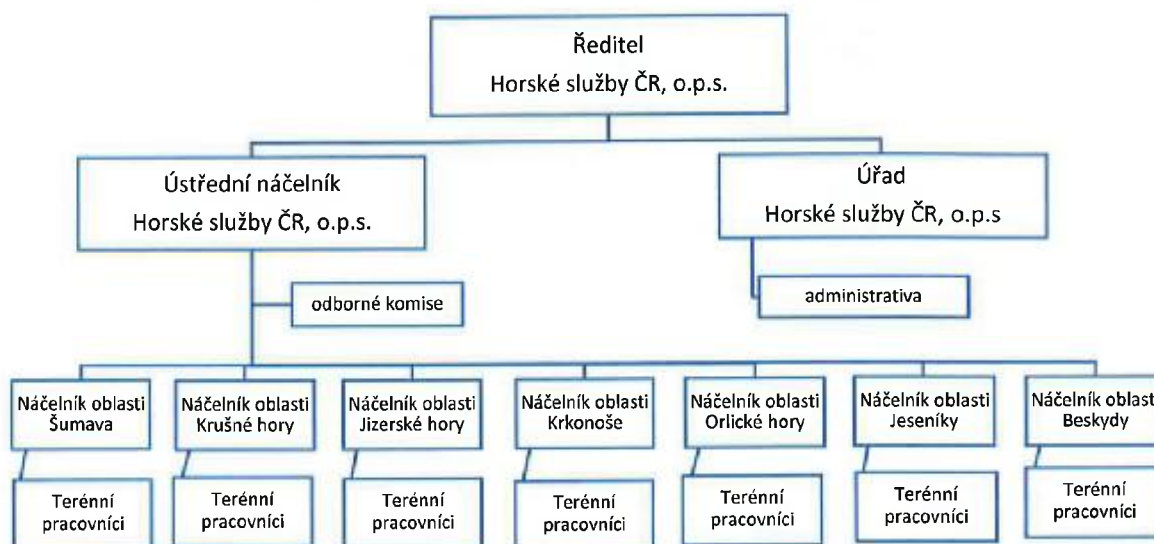 Ředitel
Horské služby ČR, o.p.s.
Ústřední náčelník
Horské služby ČR, o.p.s.
Úřad
Horské služby ČR, o.p.s
odborné komise
administrativa
Náčelník oblasti
Šumava
Náčelník oblasti
Krušné hory
Náčelník oblasti
Jizerské hory
Náčelník oblasti
Krkonoše
Náčelník oblasti
Orlické hory
Náčelník oblasti
Jeseníky
Náčelník oblast
Beskydy
Terénní
pracovníci
Terénní
pracovníci
Terénní
pracovníci
Terénní
pracovníci
Terénní
pracovníci
Terénní
pracovníci
Terénní
pracovníci